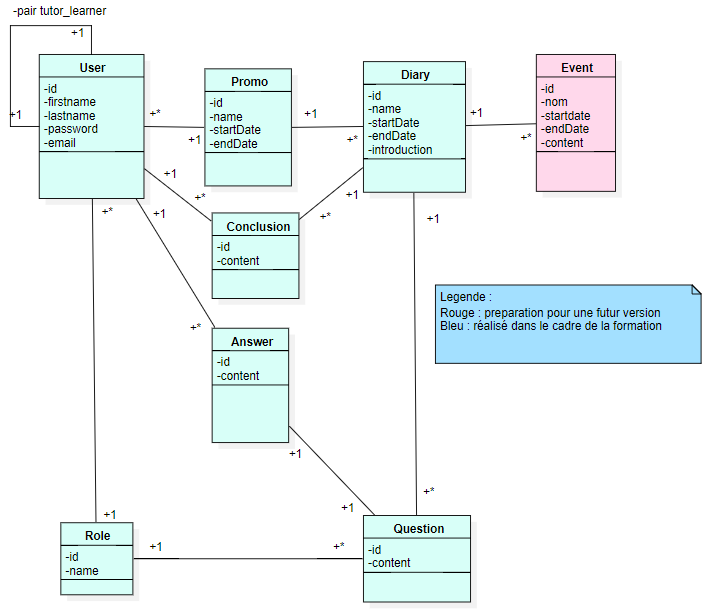 -pair tutor_learner
+1
+1
User
-id
-firstname
-lastname
-password
-email
+*
+1
Promo
-id
-name
-startDate
-endDate
+1
+*
Diary
-id
-name
-startDate
-endDate
-introduction
+1
+*
Event
-id
-nom
-startdate
-endDate
-content
+1
+*
Conclusion
-id
-content
+*
+1
+*
+1
+1
Legende :
Rouge : preparation pour une futur version
Bleu : réalisé dans le cadre de la formation
+*
Answer
-id
-content
+1
+1
+*
+1
Role
-id
-name
+1
+*
Question
-id
-content